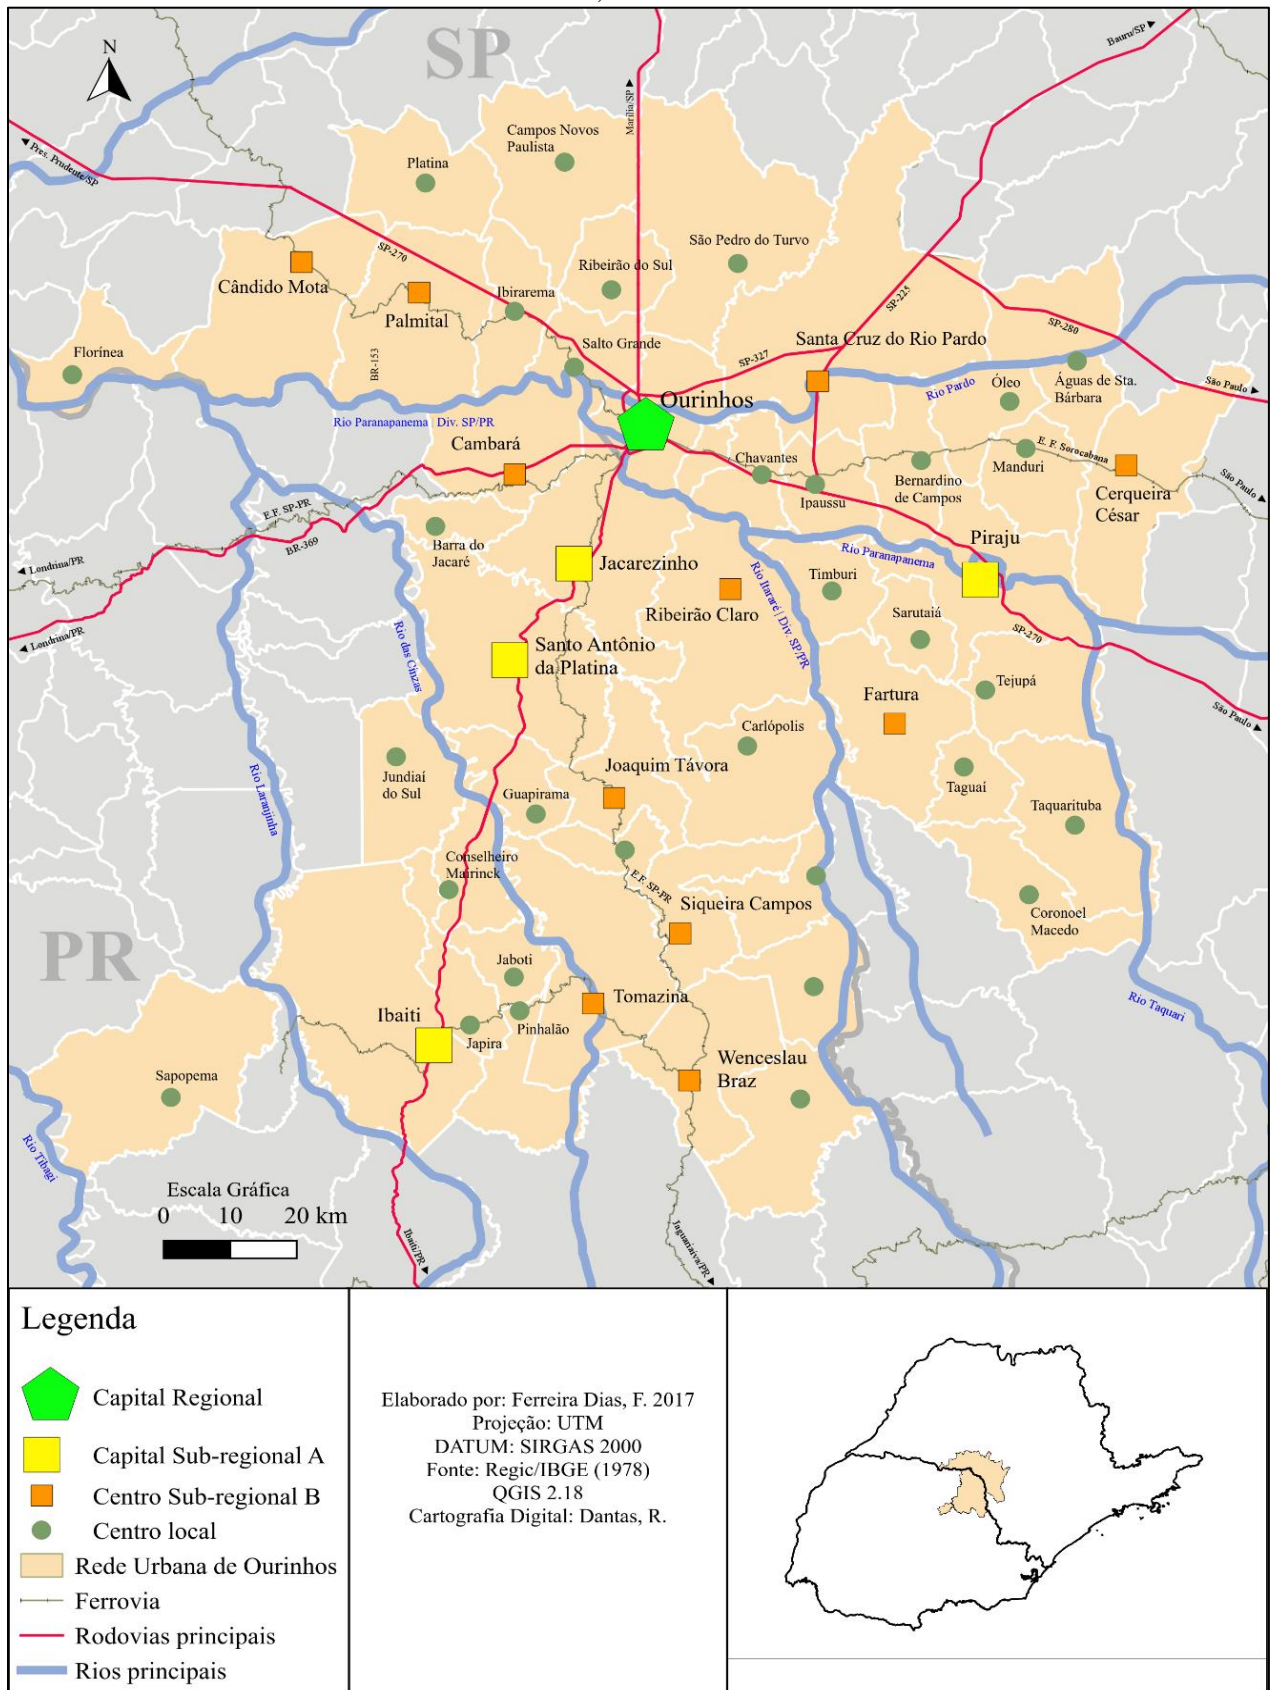 SP
N
Bauru/SP
Marília/SP
Pres. Prudente/SP
Campos Novos
Paulista
Platina
SP-270
São Pedro do Turvo
Ribeirão do Sul
Cândido Mota
Palmital
Ibirarema
SP-225
SP-280
Santa Cruz do Rio Pardo
Salto Grande
SP-327
Florínea
BR-153
Óleo
Águas de Sta.
Bárbara
São Paulo
Rio Pardo
Ourinhos
Rio Paranapanema | Div. SP/PR
Cambará
Chavantes
E. F. Sorocabana
Manduri
Bernardino
de Campos
Ipaussu
Cerqueira
César
São Paulo
E.F. SP-PR
BR-369
Barra do
Jacaré
Piraju
Rio Paranapanema
Londrina/PR
Jacarezinho
Ribeirão Claro
Rio Itararé | Div. SP/PR
Timburi
Sarutaiá
SP-270
Londrina/PR
Rio das Cinzas
Santo Antônio
da Platina
Tejupá
Fartura
São Paulo
Carlópolis
Jundiaí
do Sul
Rio Laranjinha
Joaquim Távora
Guapirama
Taguaí
Taquarituba
Conselheiro
Mairinck
E.F. SP-PR
Siqueira Campos
Coronoel
Macedo
PR
Jaboti
Tomazina
Rio Taquari
Ibaiti
Japira
Pinhalão
Wenceslau
Braz
Sapopema
Rio Tibagi
Escala Gráfica
0 10 20 km
Ibaiti/PR
Jaguariaíva/PR
Legenda
Capital Regional
Capital Sub-regional A
Centro Sub-regional B
Centro local
Rede Urbana de Ourinhos
Ferrovia
Rodovias principais
Rios principais
Elaborado por: Ferreira Dias, F. 2017
Projeção: UTM
DATUM: SIRGAS 2000
Fonte: Regic/IBGE (1978)
QGIS 2.18
Cartografia Digital: Dantas, R.